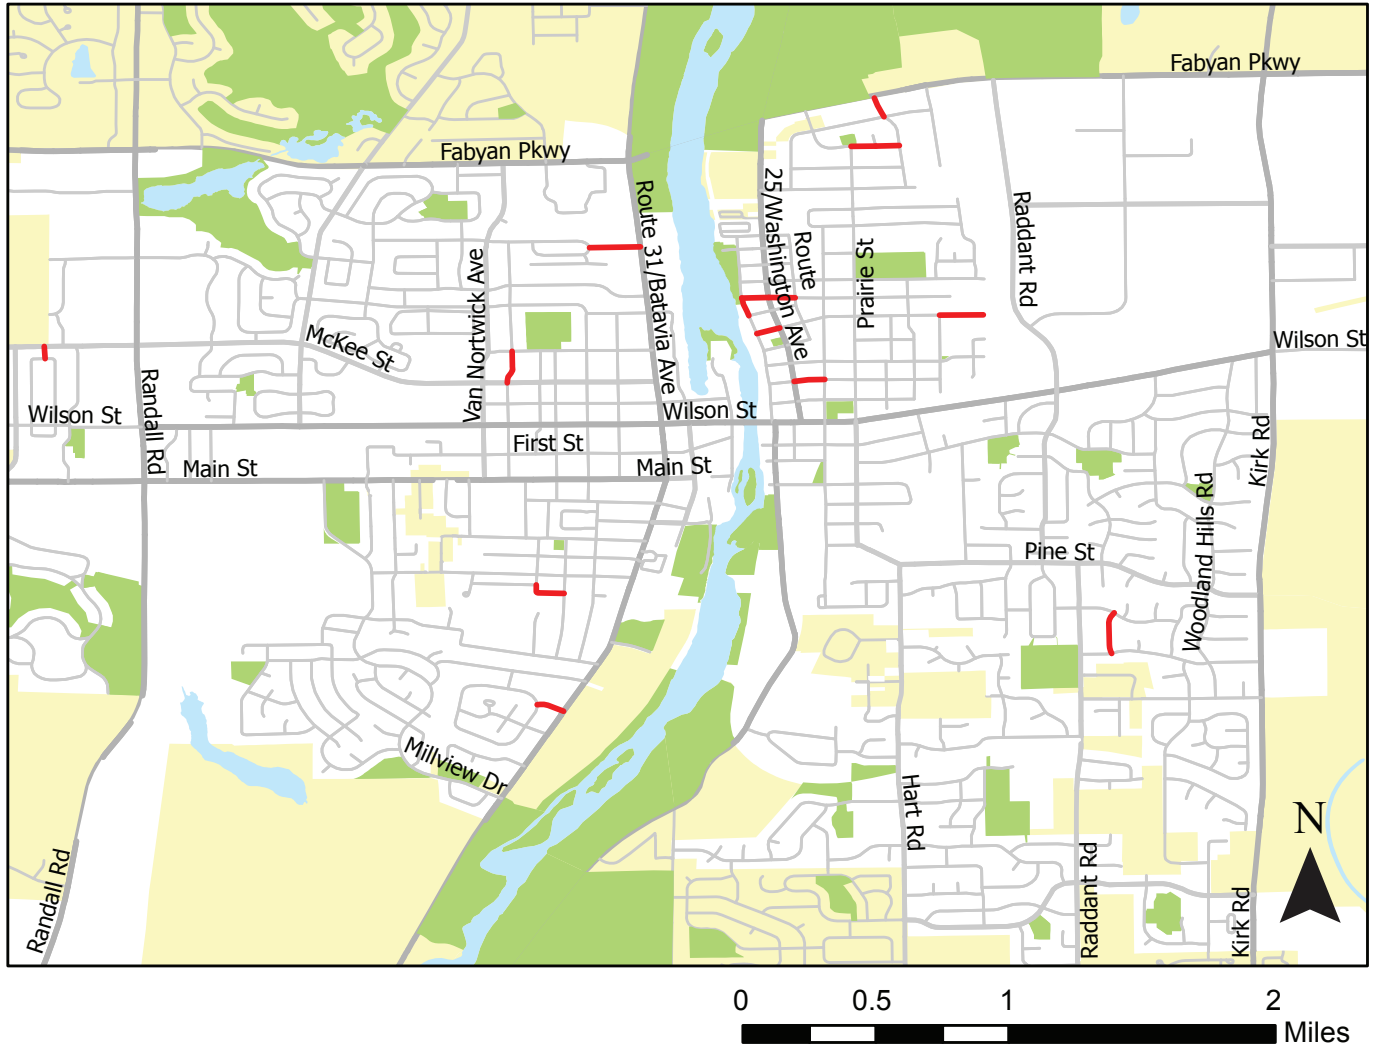 Fabyan Pkwy
Fabyan Pkwy
Route 31/Batavia Ave
Route
25/Washington Ave
Raddant Rd
Prairie St
Van Nortwick Ave
McKee St
Wilson St
Randall Rd
Wilson St
Wilson St
First St
Main St
Main St
Kirk Rd
Woodland Hills Rd
Pine St
Millview Dr
Hart Rd
N
Randall Rd
Raddant Rd
Kirk Rd
0 0.5 1 2
Miles